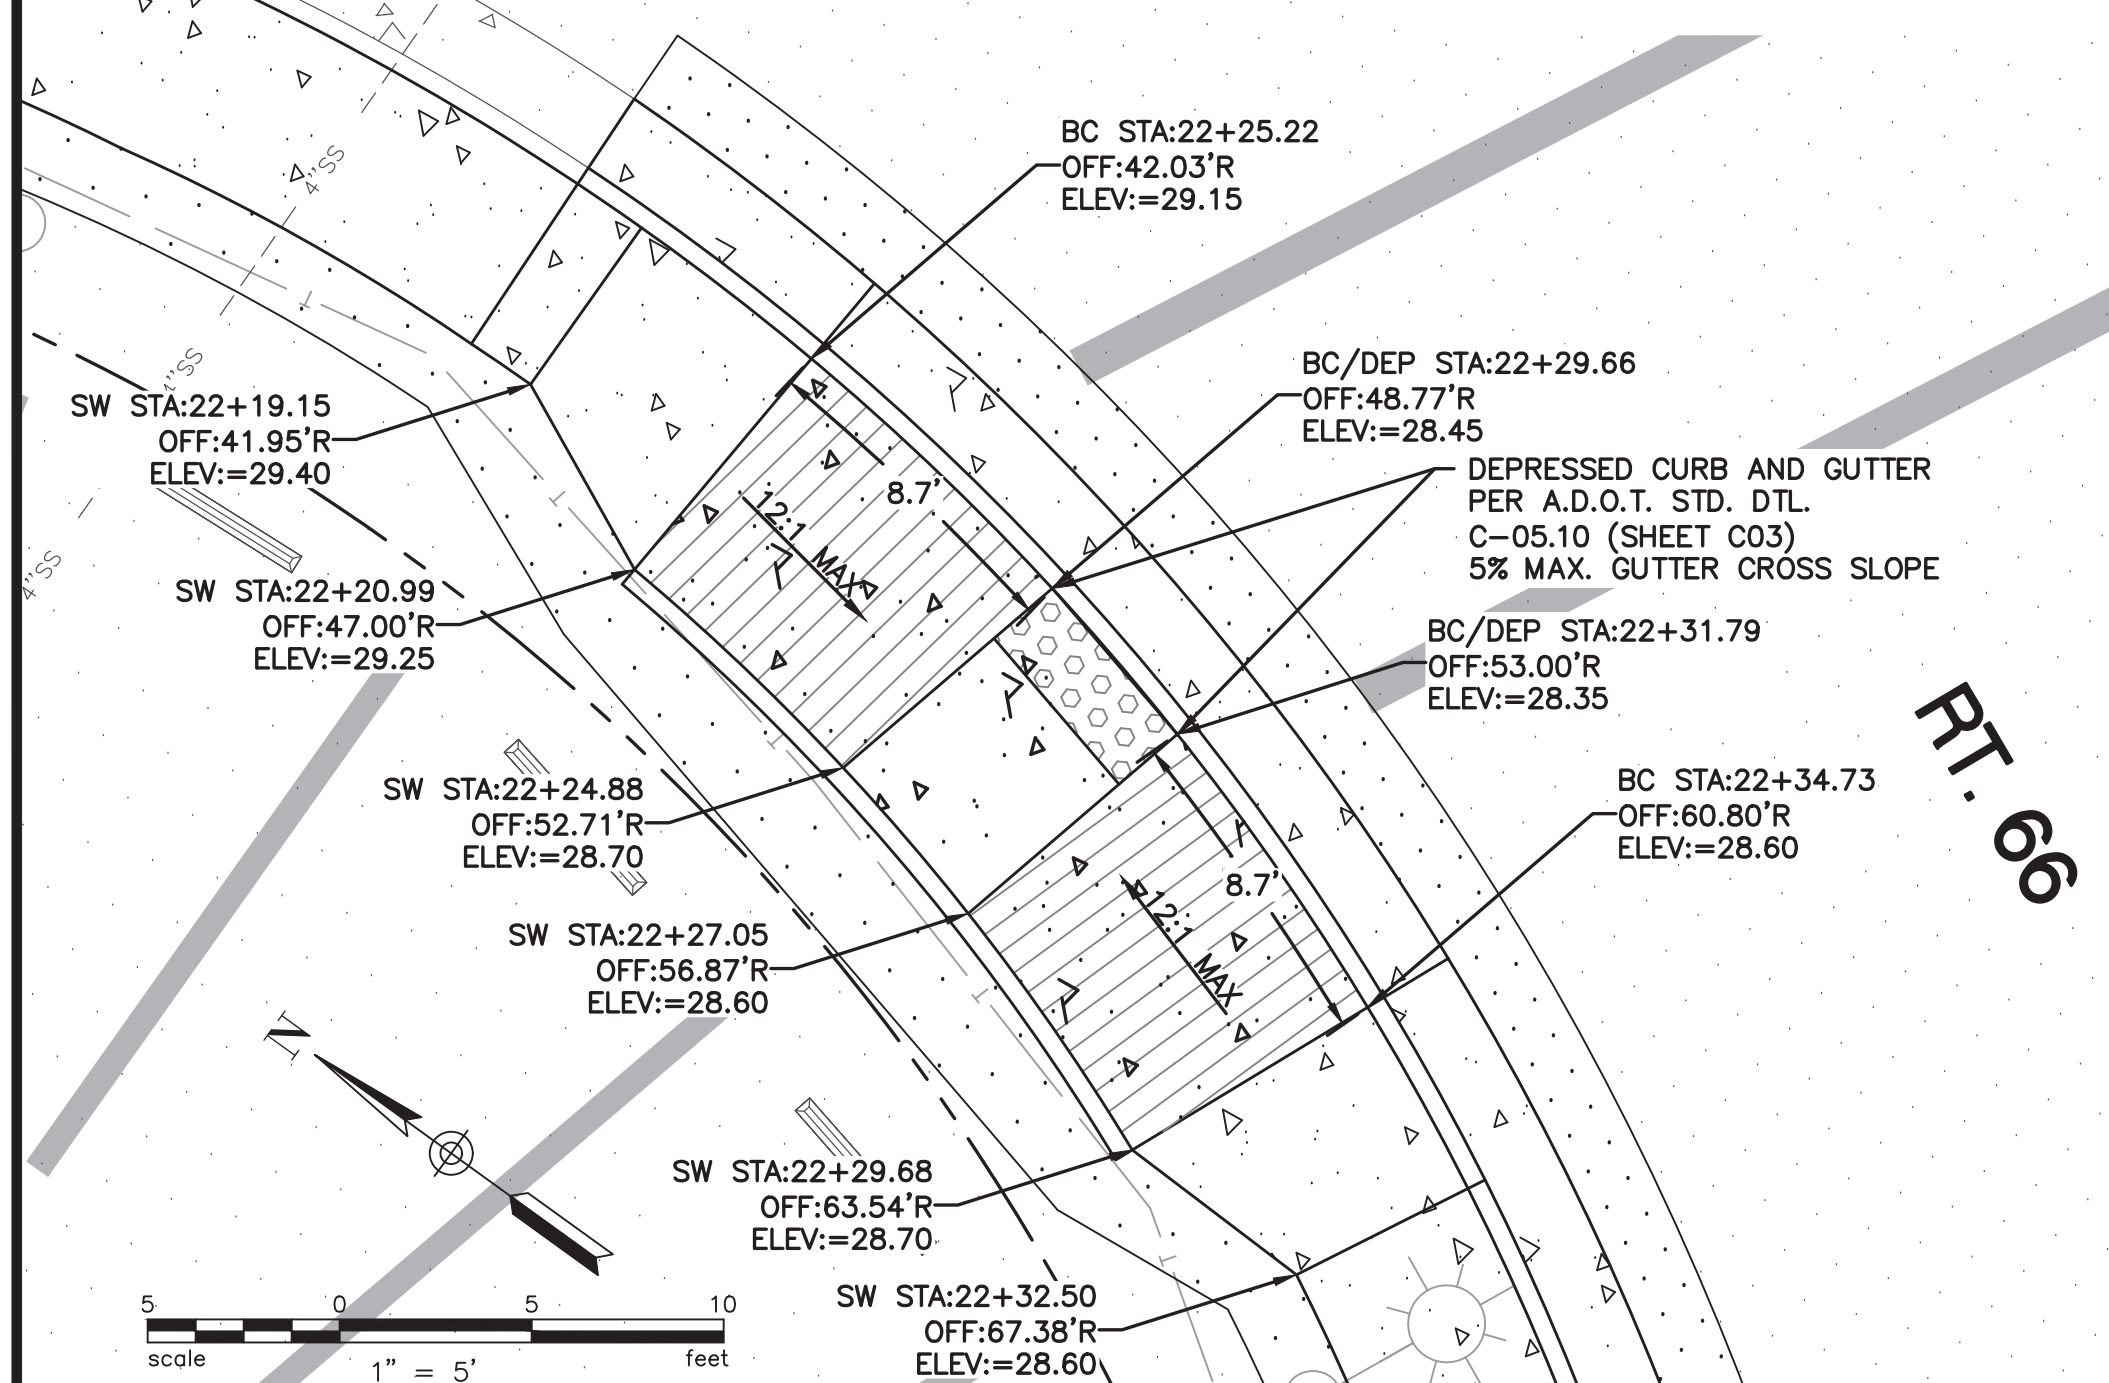 4"SS
BC STA:22+25.22
OFF:42.03'R
ELEV:=29.15
4"SS
SW STA:22+19.15
OFF:41.95'R
ELEV:=29.40
BC/DEP STA:22+29.66
OFF:48.77'R
ELEV:=28.45
DEPRESSED CURB AND GUTTER
PER A.D.O.T. STD. DTL.
C-05.10 (SHEET C03)
5% MAX. GUTTER CROSS SLOPE
8.7'
12:1 MAX
4"SS
SW STA:22+20.99
OFF:47.00'R
ELEV:=29.25
BC/DEP STA:22+31.79
OFF:53.00'R
ELEV:=28.35
RT. 66
SW STA:22+24.88
OFF:52.71'R
ELEV:=28.70
BC STA:22+34.73
OFF:60.80'R
ELEV:=28.60
8.7'
12:1 MAX
SW STA:22+27.05
OFF:56.87'R
ELEV:=28.60
N
SW STA:22+29.68
OFF:63.54'R
ELEV:=28.70
SW STA:22+32.50
OFF:67.38'R
ELEV:=28.60
5 0 5 10
scale feet
1" = 5'